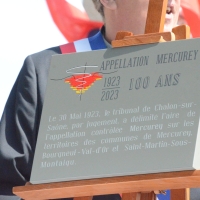 APPELLATION MERCUREY
1923
2023
100 ANS
Le 30 Mai 1923, le tribunal de Chalon-sur-
Saône, par jugement, a délimité l'aire de
l'appellation contrôlée Mercurey sur les
territoires des communes de Mercurey,
Bourgneuf-Val-d'Or et Saint-Martin-Sous-
Montaigu.